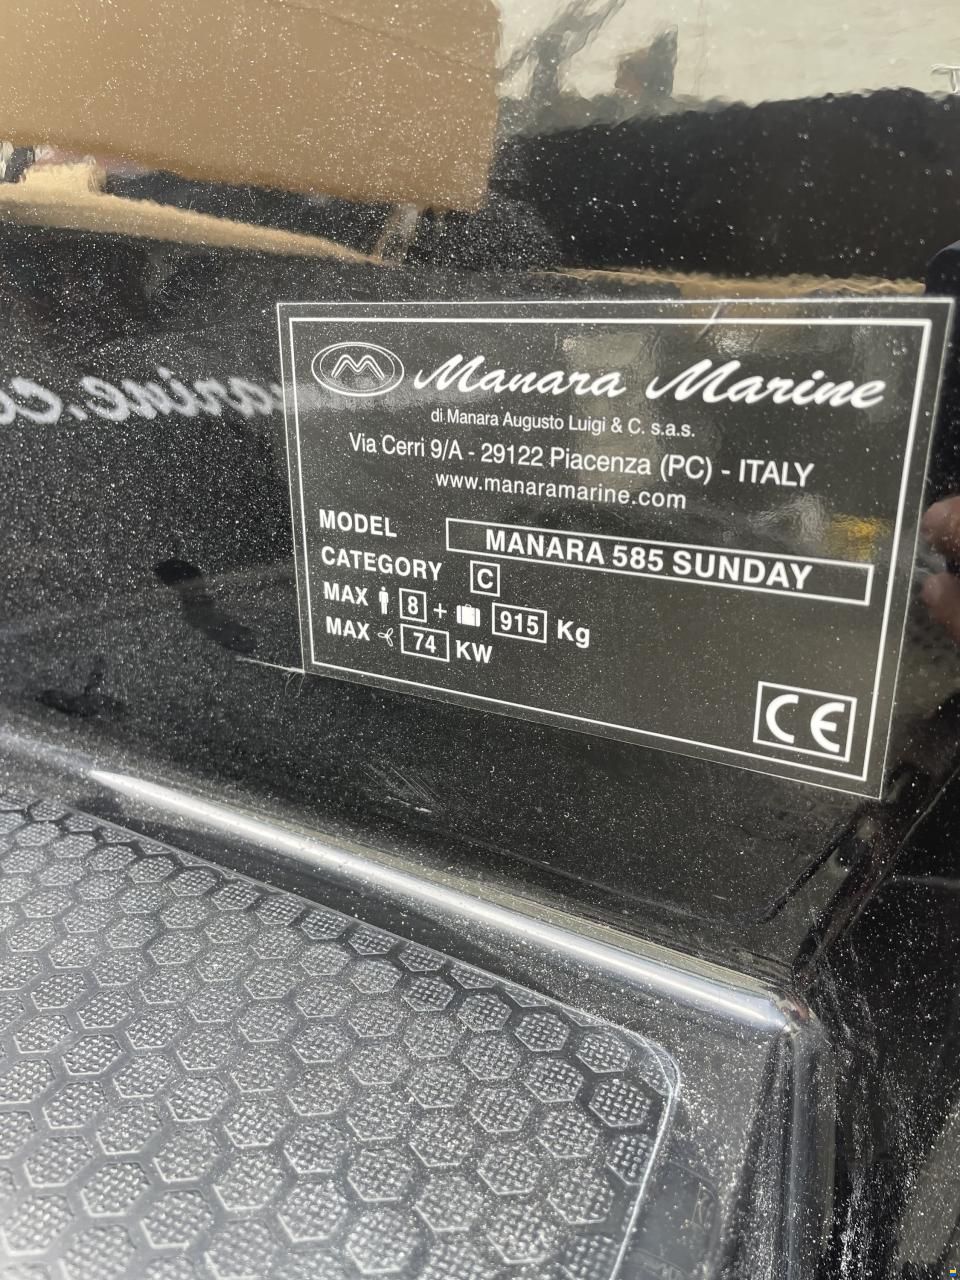 Manara Marine
di Manara Augusto Luigi & C. s.a.s.
Via Cerri 9/A - 29122 Piacenza (PC) - ITALY
www.manaramarine.com
MODEL MANARA 585 SUNDAY
CATEGORY C
MAX 8 + 915 Kg
MAX 74 KW
CE